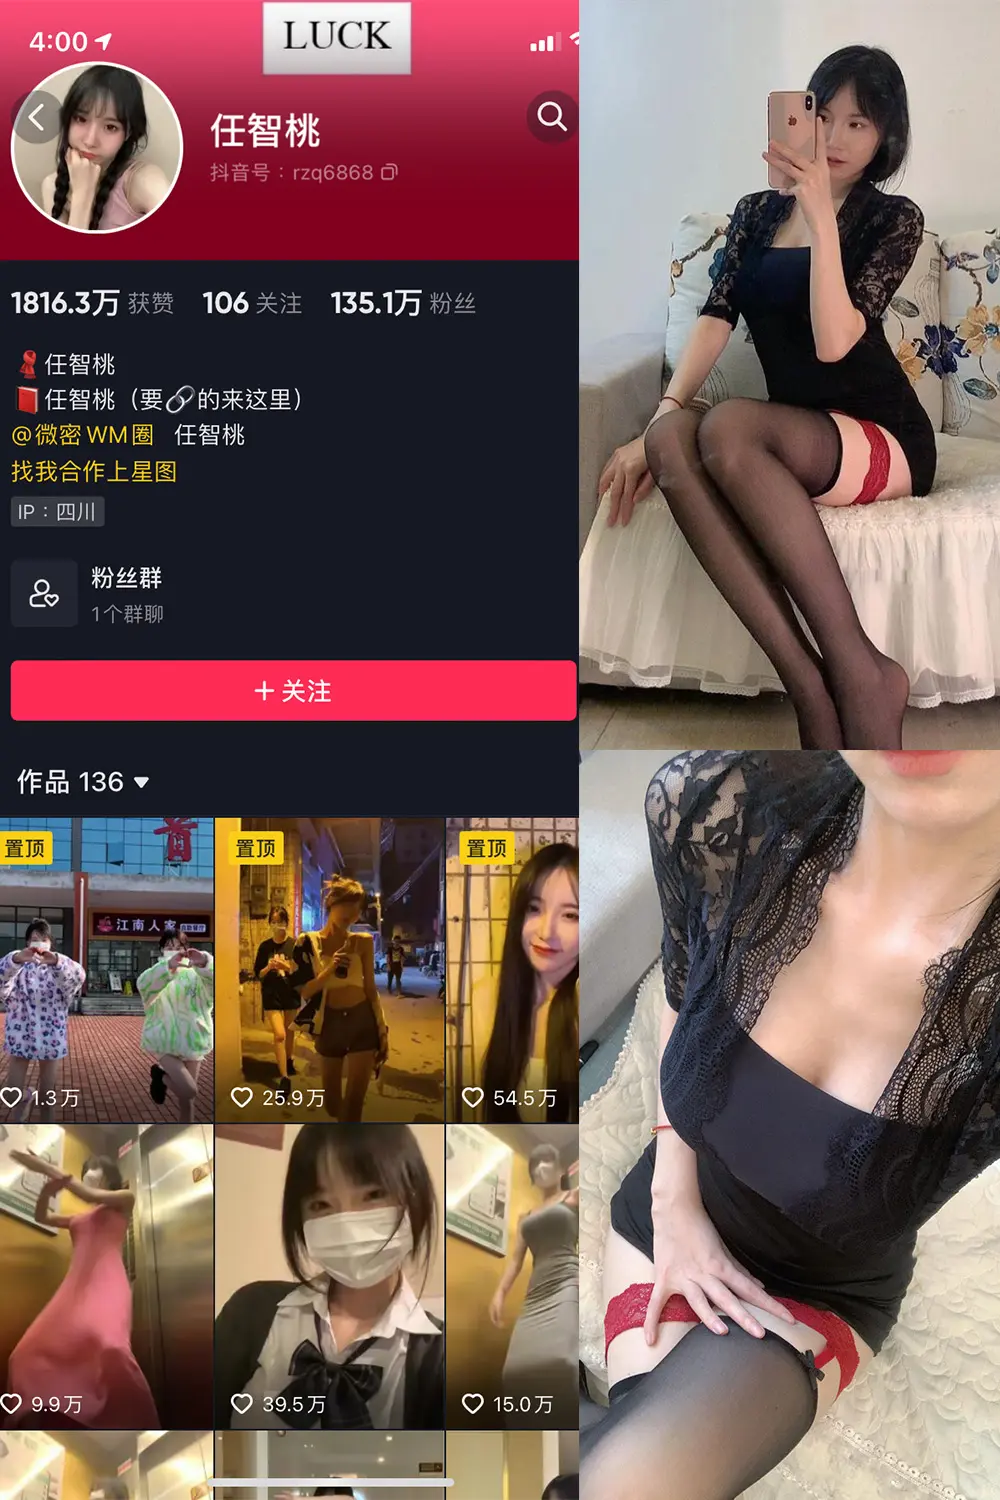 LUCK
4:00
任智桃
抖音号：rzq6868
1816.3万 获赞 106 关注 135.1万 粉丝
任智桃
任智桃（要🔗的来这里）
@微密WM圈 任智桃
找我合作上星图
IP：四川
粉丝群
1个群聊
+ 关注
作品 136
置顶 置顶 置顶
江南人家
1.3万 25.9万 54.5万
9.9万 39.5万 15.0万